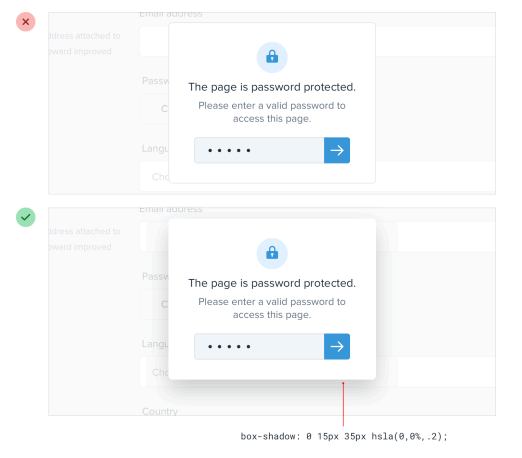 Email address
ddress attached to
oward improved
Passw
C
Langu
Cho
The page is password protected.
Please enter a valid password to
access this page.
Email address
ddress attached to
oward improved
Passw
C
Langu
Cho
Country
The page is password protected.
Please enter a valid password to
access this page.
box-shadow: 0 15px 35px hsla(0,0%,.2);